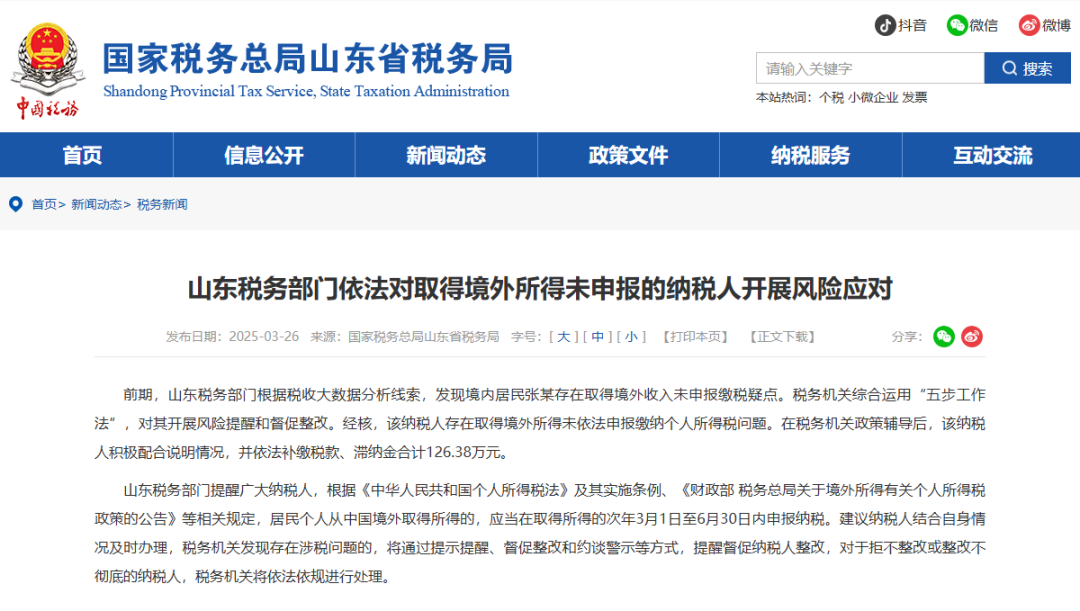 抖音 微信 微博
国家税务总局山东省税务局
Shandong Provincial Tax Service, State Taxation Administration
中国税务
请输入关键字 搜索
本站热词：个税 小微企业 发票
首页 信息公开 新闻动态 政策文件 纳税服务 互动交流
首页> 新闻动态> 税务新闻
山东税务部门依法对取得境外所得未申报的纳税人开展风险应对
发布日期：2025-03-26 来源：国家税务总局山东省税务局 字号：[ 大 ] [ 中 ] [ 小 ] 【打印本页】 【正文下载】 分享：
前期，山东税务部门根据税收大数据分析线索，发现境内居民张某存在取得境外收入未申报缴税疑点。税务机关综合运用“五步工作
法”，对其开展风险提醒和督促整改。经核，该纳税人存在取得境外所得未依法申报缴纳个人所得税问题。在税务机关政策辅导后，该纳税
人积极配合说明情况，并依法补缴税款、滞纳金合计126.38万元。
山东税务部门提醒广大纳税人，根据《中华人民共和国个人所得税法》及其实施条例、《财政部 税务总局关于境外所得有关个人所得税
政策的公告》等相关规定，居民个人从中国境外取得所得的，应当在取得所得的次年3月1日至6月30日内申报纳税。建议纳税人结合自身情
况及时办理，税务机关发现存在涉税问题的，将通过提示提醒、督促整改和约谈警示等方式，提醒督促纳税人整改，对于拒不整改或整改不
彻底的纳税人，税务机关将依法依规进行处理。